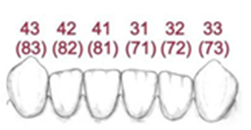 43 42 41 31 32 33
(83) (82) (81) (71) (72) (73)